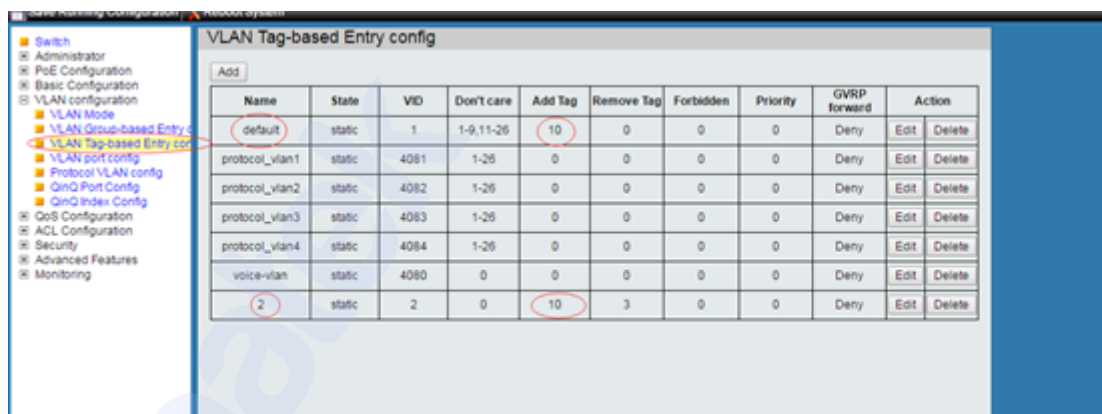 Save Running Configuration Reboot System
Switch
Administrator
PoE Configuration
Basic Configuration
VLAN configuration
VLAN Mode
VLAN Group-based Entry c
VLAN Tag-based Entry con
VLAN port config
Protocol VLAN config
QinQ Port Config
QinQ Index Config
QoS Configuration
ACL Configuration
Security
Advanced Features
Monitoring
VLAN Tag-based Entry config
Add
Name State VID Don't care Add Tag Remove Tag Forbidden Priority GVRP forward Action
default static 1 1-9,11-26 10 0 0 0 Deny Edit Delete
protocol_vlan1 static 4081 1-26 0 0 0 0 Deny Edit Delete
protocol_vlan2 static 4082 1-26 0 0 0 0 Deny Edit Delete
protocol_vlan3 static 4083 1-26 0 0 0 0 Deny Edit Delete
protocol_vlan4 static 4084 1-26 0 0 0 0 Deny Edit Delete
voice-vlan static 4080 0 0 0 0 0 Deny Edit Delete
2 static 2 0 10 3 0 0 Deny Edit Delete